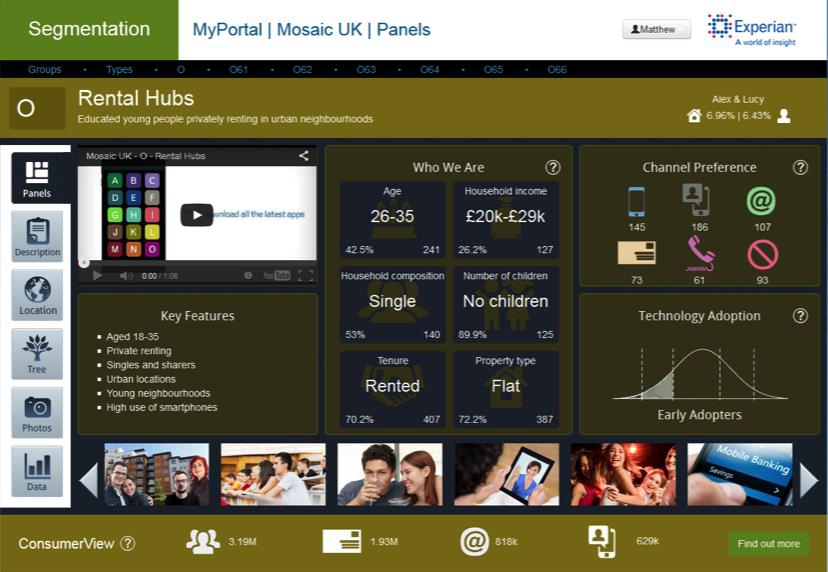 Segmentation
MyPortal | Mosaic UK | Panels
Matthew
Experian
A world of insight
Groups • Types • O • O61 • O62 • O63 • O64 • O65 • O66
O
Rental Hubs
Educated young people privately renting in urban neighbourhoods
Alex & Lucy
6.96% | 6.43%
Panels
Description
Location
Tree
Photos
Data
Mosaic UK - O - Rental Hubs
A B C
D E F
G H I
J K L
M N O
wnload all the latest apps
0:00 / 1:06
YouTube
Key Features
Aged 18-35
Private renting
Singles and sharers
Urban locations
Young neighbourhoods
High use of smartphones
Who We Are
?
Age
26-35
42.5% 241
Household income
£20k-£29k
26.2% 127
Household composition
Single
53% 140
Number of children
No children
89.9% 125
Tenure
Rented
70.2% 407
Property type
Flat
72.2% 387
Channel Preference
?
@
145 186 107
73 61 93
Technology Adoption
?
Early Adopters
Mobile Banking
Savings
ConsumerView ?
3.19M
1.93M
@ 818k
629k
Find out more